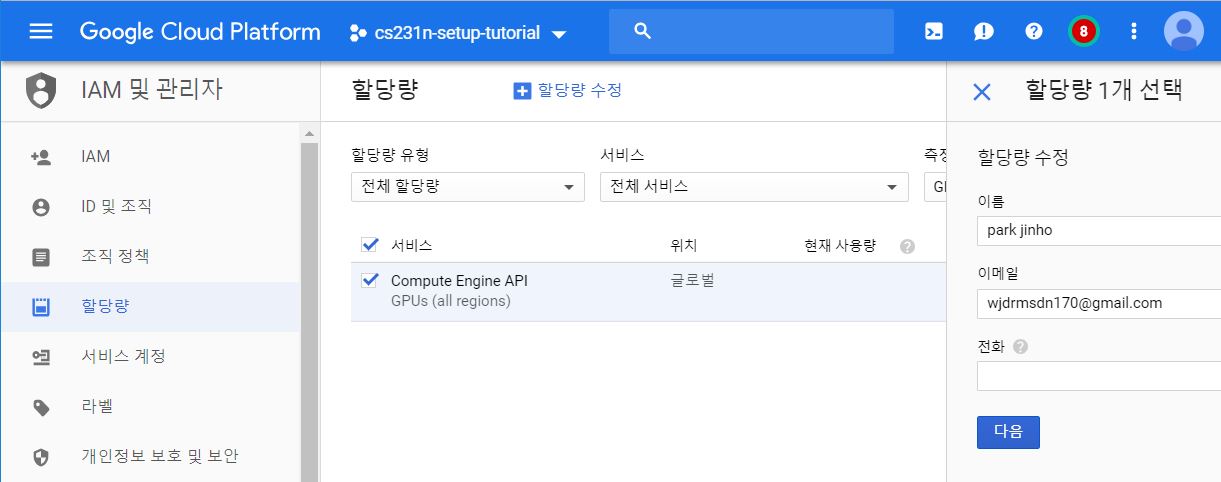 Google Cloud Platform
cs231n-setup-tutorial
8
IAM 및 관리자
IAM
ID 및 조직
조직 정책
할당량
서비스 계정
라벨
개인정보 보호 및 보안
할당량
할당량 수정
할당량 유형
서비스
전체 할당량
전체 서비스
서비스
위치
현재 사용량
?
Compute Engine API
글로벌
GPUs (all regions)
할당량 1개 선택
할당량 수정
이름
park jinho
이메일
wjdrmsdn170@gmail.com
전화 ?
다음